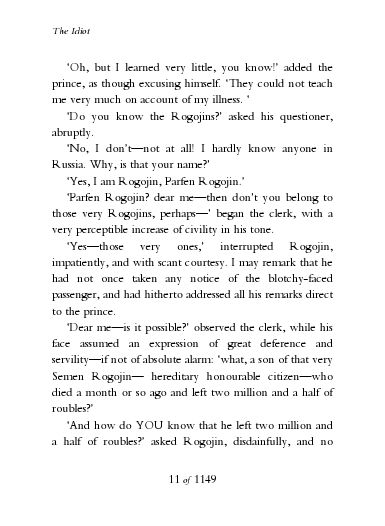 The Idiot
'Oh, but I learned very little, you know!' added the
prince, as though excusing himself. 'They could not teach
me very much on account of my illness. '
'Do you know the Rogojins?' asked his questioner,
abruptly.
'No, I don't—not at all! I hardly know anyone in
Russia. Why, is that your name?'
'Yes, I am Rogojin, Parfen Rogojin.'
'Parfen Rogojin? dear me—then don't you belong to
those very Rogojins, perhaps—' began the clerk, with a
very perceptible increase of civility in his tone.
'Yes—those very ones,' interrupted Rogojin,
impatiently, and with scant courtesy. I may remark that he
had not once taken any notice of the blotchy-faced
passenger, and had hitherto addressed all his remarks direct
to the prince.
'Dear me—is it possible?' observed the clerk, while his
face assumed an expression of great deference and
servility—if not of absolute alarm: 'what, a son of that very
Semen Rogojin— hereditary honourable citizen—who
died a month or so ago and left two million and a half of
roubles?'
'And how do YOU know that he left two million and
a half of roubles?' asked Rogojin, disdainfully, and no
11 of 1149